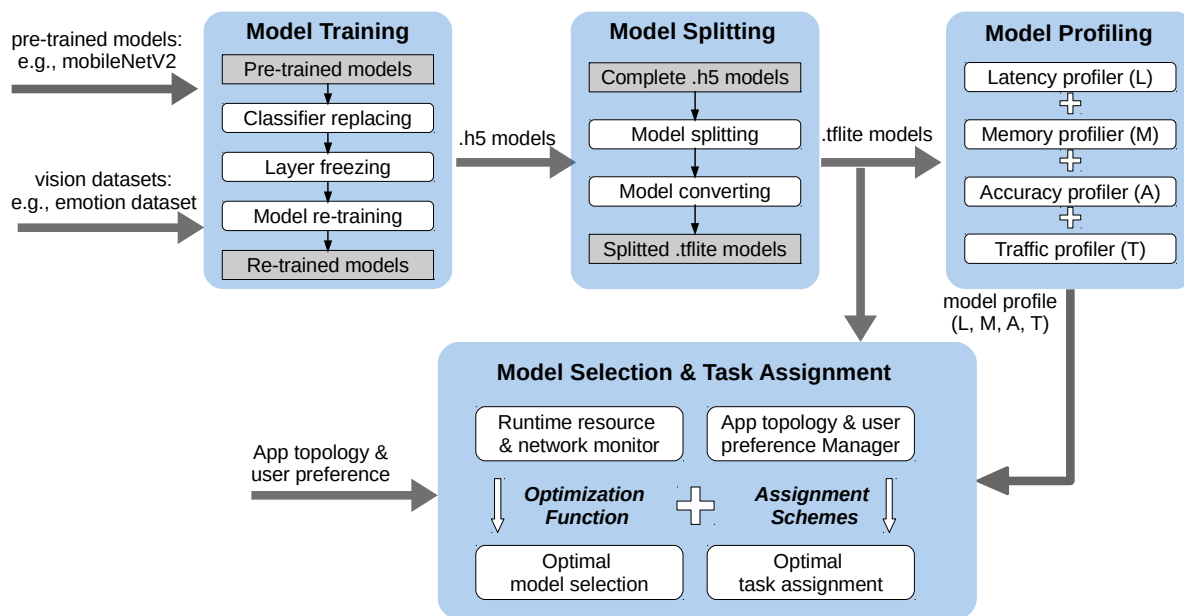 pre-trained models:
e.g., mobileNetV2
vision datasets:
e.g., emotion dataset
Model Training
Pre-trained models
Classifier replacing
Layer freezing
Model re-training
Re-trained models
.h5 models
Model Splitting
Complete .h5 models
Model splitting
Model converting
Splitted .tflite models
.tflite models
Model Profiling
Latency profiler (L)
Memory profilier (M)
Accuracy profiler (A)
Traffic profiler (T)
model profile
(L, M, A, T)
App topology &
user preference
Model Selection & Task Assignment
Runtime resource
& network monitor
App topology & user
preference Manager
Optimization
Function
Assignment
Schemes
Optimal
model selection
Optimal
task assignment